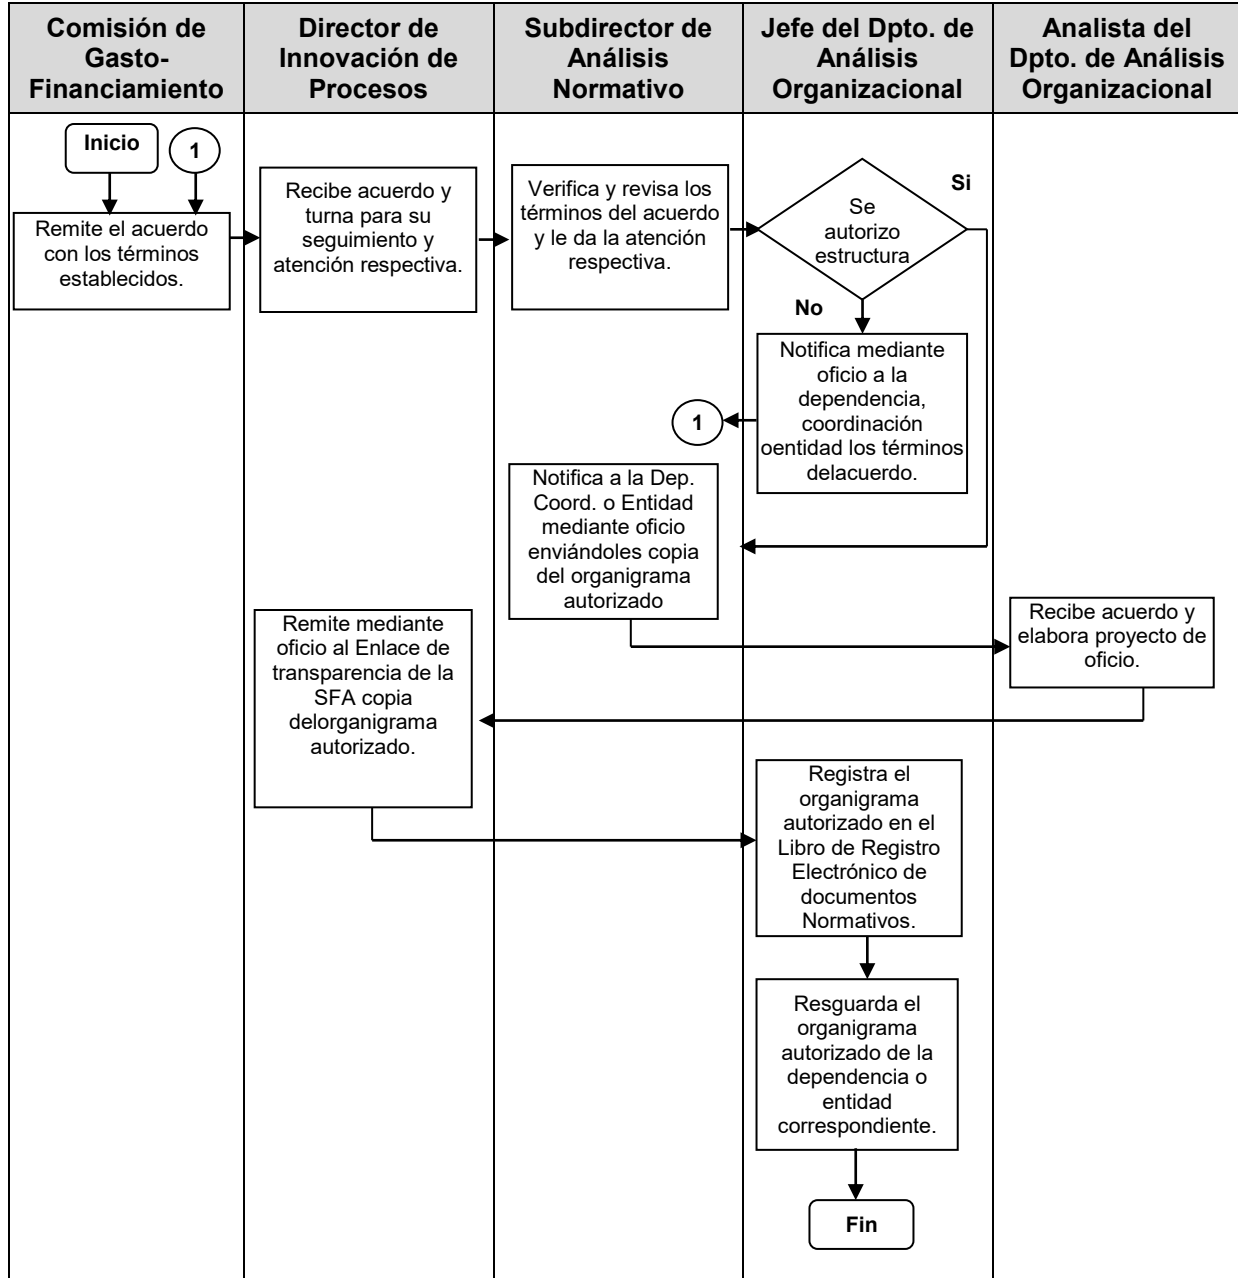 Comisión de
Gasto-
Financiamiento
Director de
Innovación de
Procesos
Subdirector de
Análisis
Normativo
Jefe del Dpto. de
Análisis
Organizacional
Analista del
Dpto. de Análisis
Organizacional
Inicio
1
Remite el acuerdo
con los términos
establecidos.
Recibe acuerdo y
turna para su
seguimiento y
atención respectiva.
Verifica y revisa los
términos del acuerdo
y le da la atención
respectiva.
Se
autorizo
estructura
Si
No
Notifica mediante
oficio a la
dependencia,
coordinación
oentidad los términos
delacuerdo.
1
Notifica a la Dep.
Coord. o Entidad
mediante oficio
enviándoles copia
del organigrama
autorizado
Recibe acuerdo y
elabora proyecto de
oficio.
Remite mediante
oficio al Enlace de
transparencia de la
SFA copia
delorganigrama
autorizado.
Registra el
organigrama
autorizado en el
Libro de Registro
Electrónico de
documentos
Normativos.
Resguarda el
organigrama
autorizado de la
dependencia o
entidad
correspondiente.
Fin